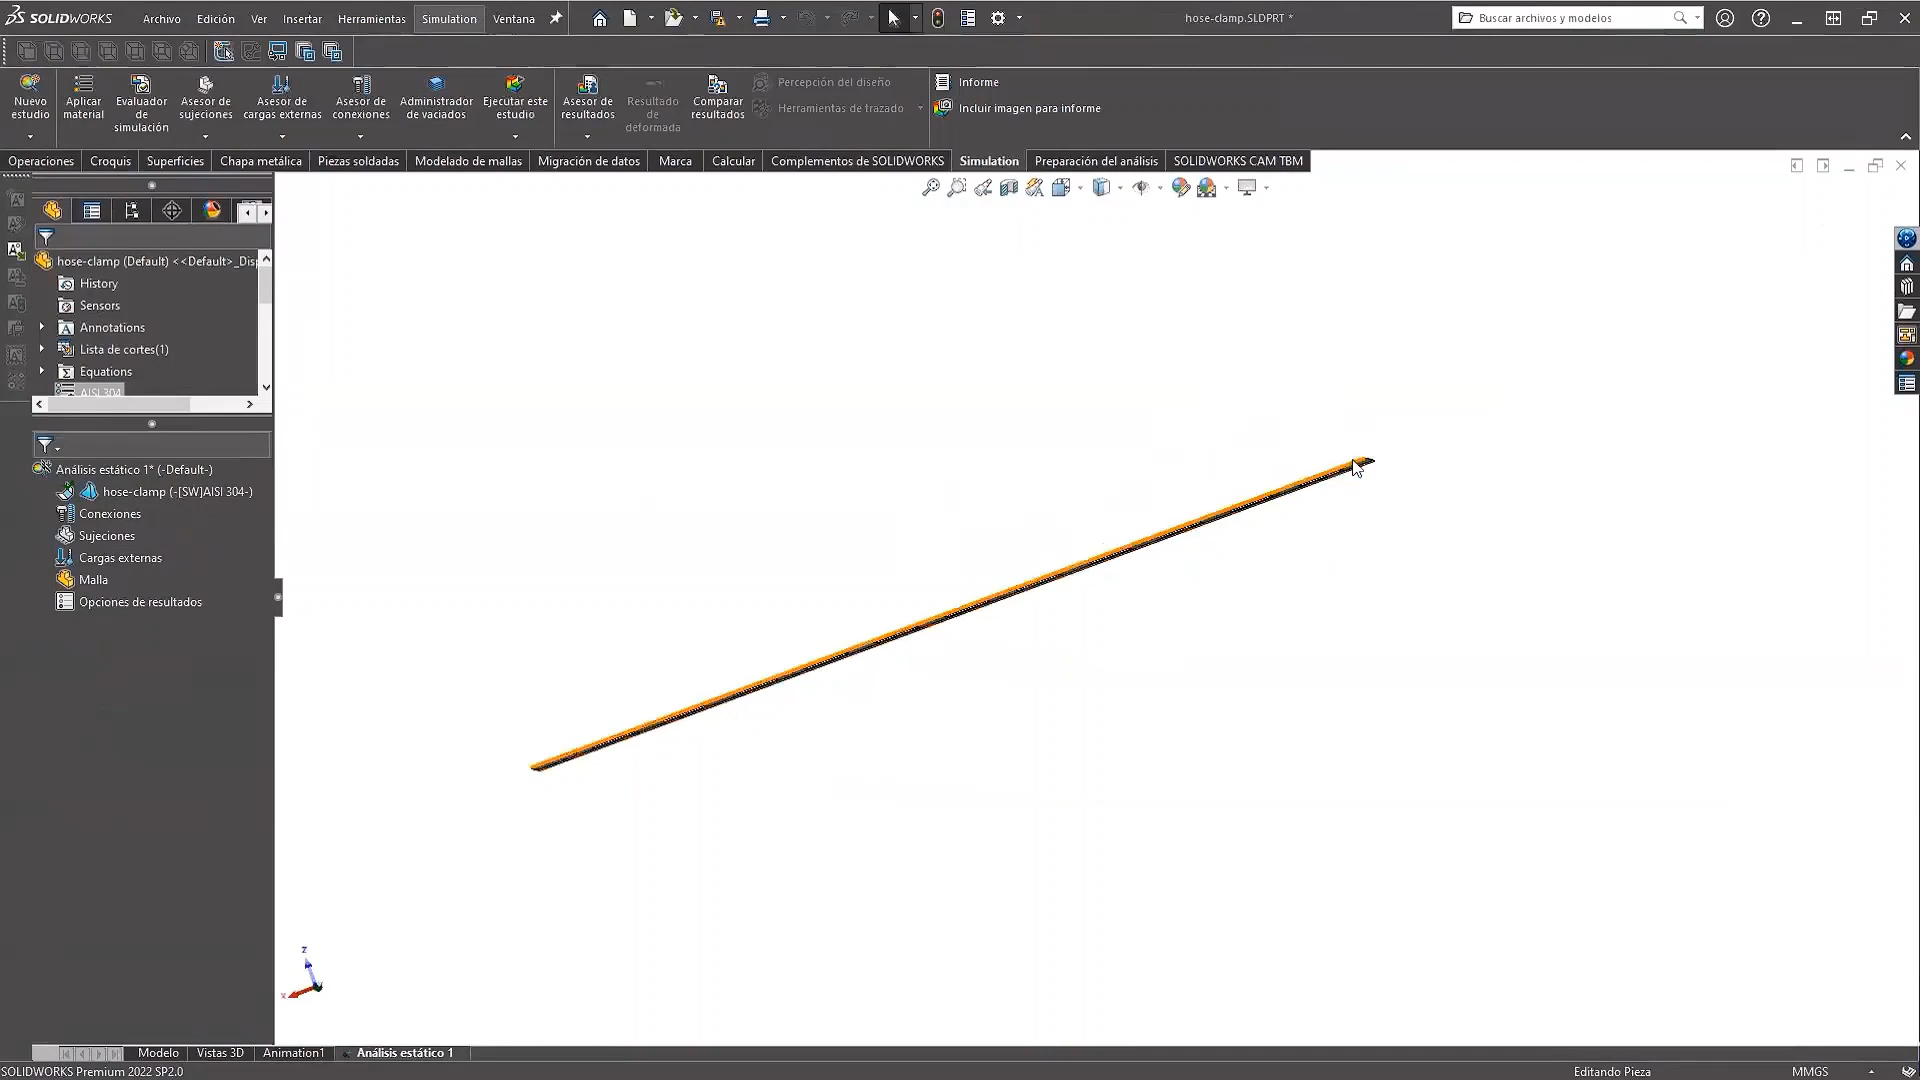 SOLIDWORKS Archivo Edición Ver Insertar Herramientas Simulation Ventana
hose-clamp.SLDPRT *
Buscar archivos y modelos
Nuevo estudio
Aplicar material
Evaluador de simulación
Asesor de sujeciones
Asesor de cargas externas
Asesor de conexiones
Administrador de vaciados
Ejecutar este estudio
Asesor de resultados
Resultado de deformada
Comparar resultados
Percepción del diseño
Herramientas de trazado
Informe
Incluir imagen para informe
Operaciones Croquis Superficies Chapa metálica Piezas soldadas Modelado de mallas Migración de datos Marca Calcular Complementos de SOLIDWORKS Simulation Preparación del análisis SOLIDWORKS CAM TBM
hose-clamp (Default) <<Default>_Disp
History
Sensors
Annotations
Lista de cortes(1)
Equations
AISI 304
Análisis estático 1* (-Default-)
hose-clamp (-[SW]AISI 304-)
Conexiones
Sujeciones
Cargas externas
Malla
Opciones de resultados
z
x
Modelo Vistas 3D Animation1 Análisis estático 1
SOLIDWORKS Premium 2022 SP2.0
Editando Pieza
MMGS